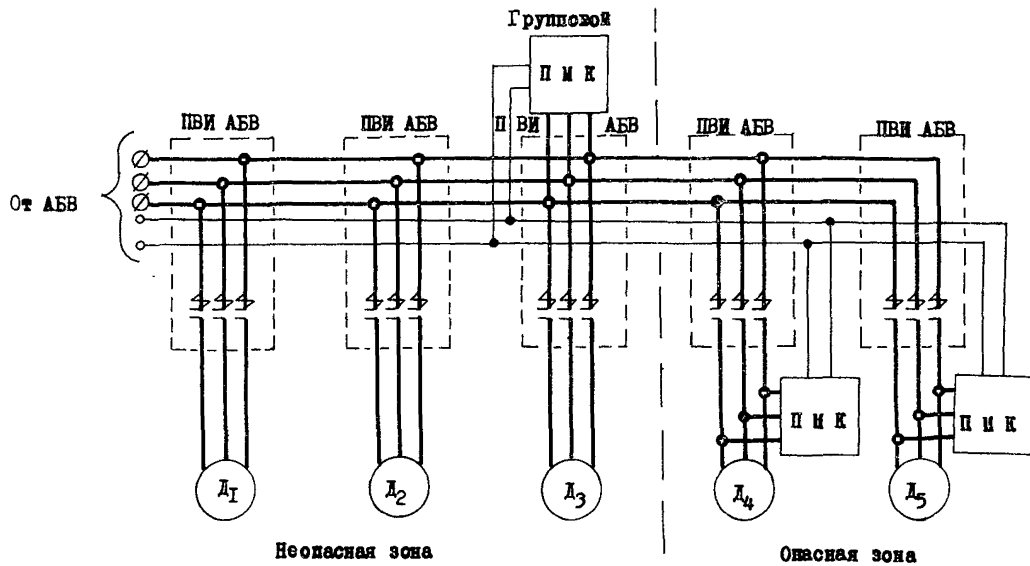 Групповой
П М К
ПВИ АБВ
ПВИ АБВ
П ВИ АБВ
ПВИ АБВ
ПВИ АБВ
От АБВ
П М К
П М К
Д1
Д2
Д3
Д4
Д5
Неопасная зона
Опасная зона